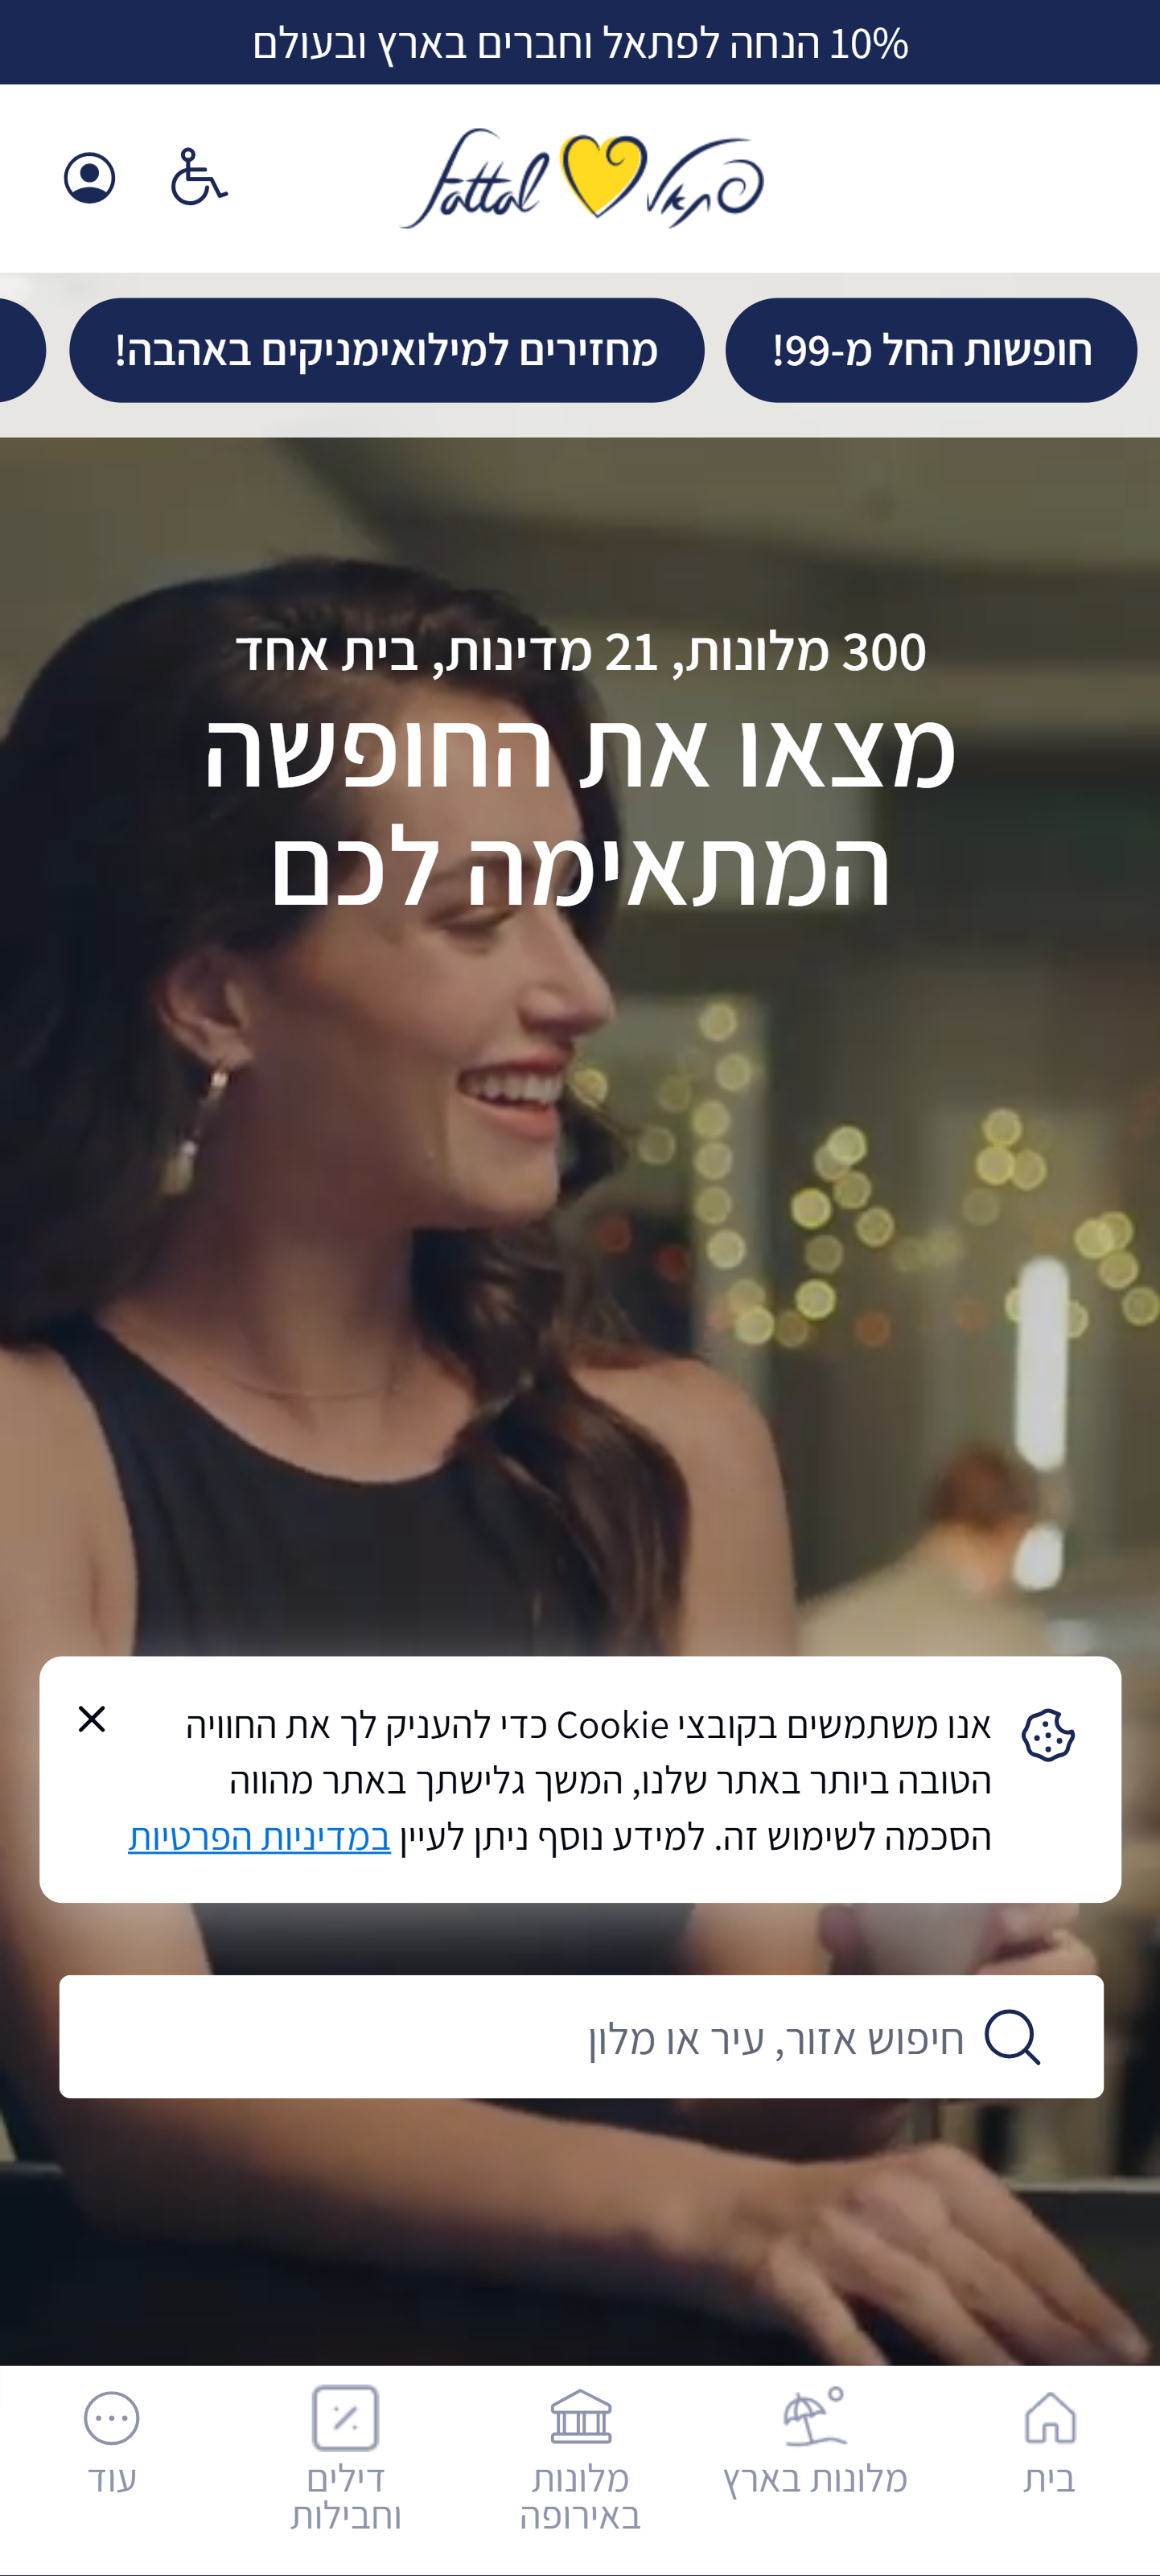 10% הנחה לפתאל וחברים בארץ ובעולם
fattal פתאל
חופשות החל מ-99!
מחזירים למילואימניקים באהבה!
300 מלונות, 21 מדינות, בית אחד
מצאו את החופשה
המתאימה לכם
אנו משתמשים בקובצי Cookie כדי להעניק לך את החוויה
הטובה ביותר באתר שלנו, המשך גלישתך באתר מהווה
הסכמה לשימוש זה. למידע נוסף ניתן לעיין במדיניות הפרטיות
חיפוש אזור, עיר או מלון
בית
מלונות בארץ
מלונות
באירופה
דילים
וחבילות
עוד